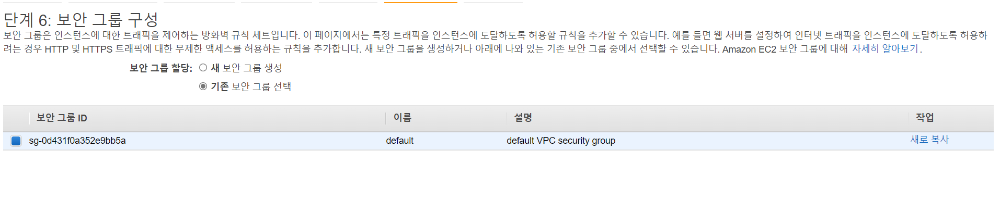 단계 6: 보안 그룹 구성
보안 그룹은 인스턴스에 대한 트래픽을 제어하는 방화벽 규칙 세트입니다. 이 페이지에서는 특정 트래픽을 인스턴스에 도달하도록 허용할 규칙을 추가할 수 있습니다. 예를 들면 웹 서버를 설정하여 인터넷 트래픽을 인스턴스에 도달하도록 허용하
려는 경우 HTTP 및 HTTPS 트래픽에 대한 무제한 액세스를 허용하는 규칙을 추가합니다. 새 보안 그룹을 생성하거나 아래에 나와 있는 기존 보안 그룹 중에서 선택할 수 있습니다. Amazon EC2 보안 그룹에 대해 자세히 알아보기.
보안 그룹 할당: 새 보안 그룹 생성
기존 보안 그룹 선택
보안 그룹 ID 이름 설명 작업
sg-0d431f0a352e9bb5a default default VPC security group 새로 복사